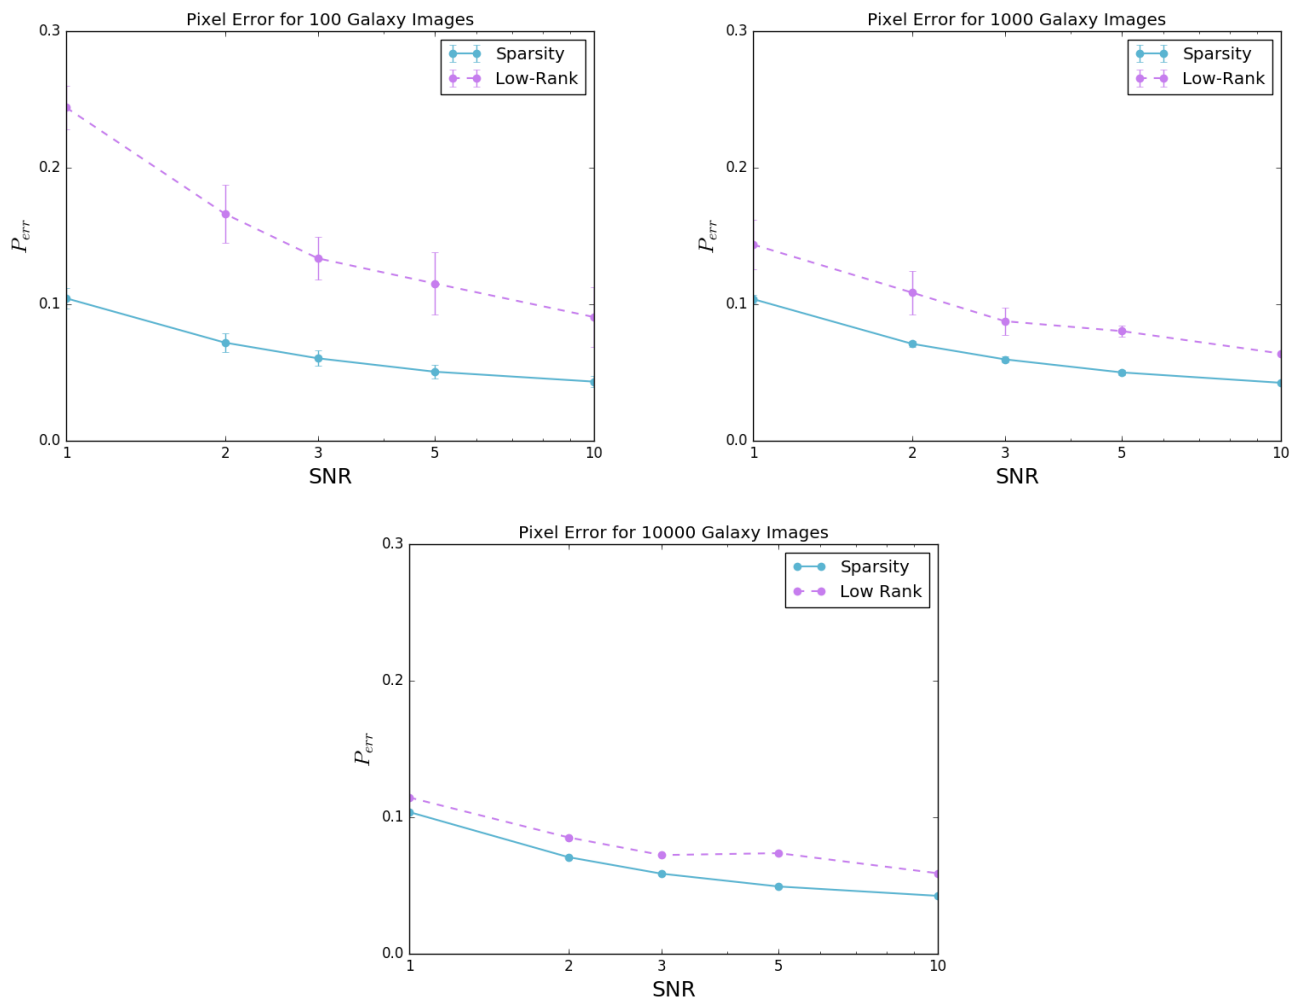 Pixel Error for 100 Galaxy Images
0.3
0.2
0.1
0.0
P_err
Sparsity
Low-Rank
1 2 3 5 10
SNR
Pixel Error for 1000 Galaxy Images
0.3
0.2
0.1
0.0
P_err
Sparsity
Low-Rank
1 2 3 5 10
SNR
Pixel Error for 10000 Galaxy Images
0.3
0.2
0.1
0.0
P_err
Sparsity
Low Rank
1 2 3 5 10
SNR